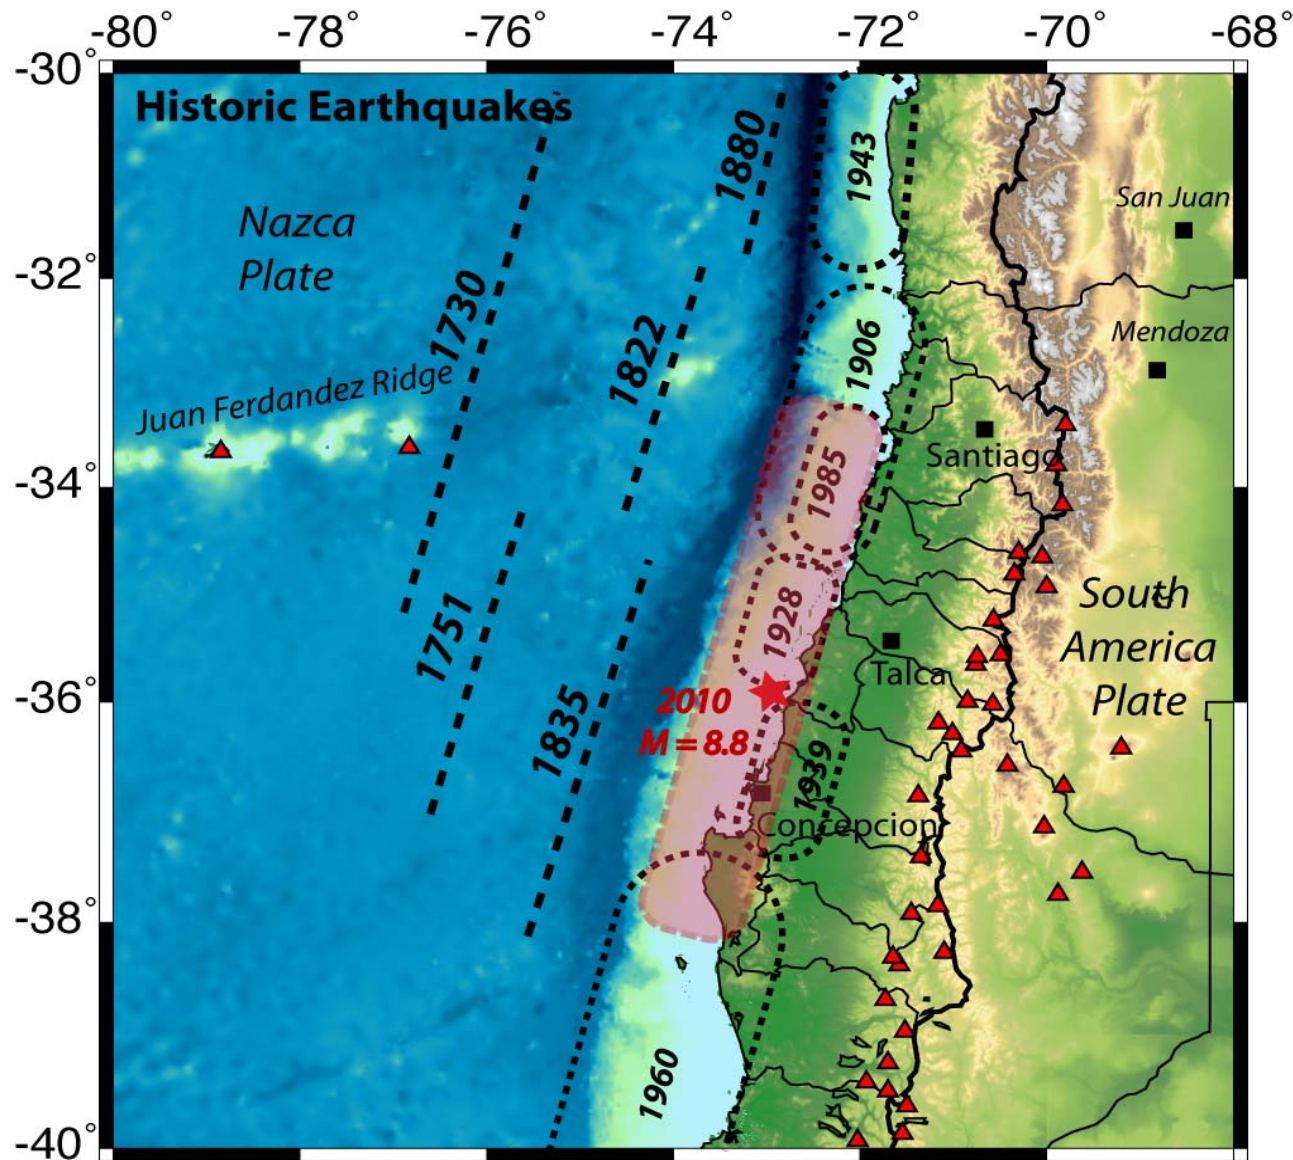 -80° -78° -76° -74° -72° -70° -68°
-30°
Historic Earthquakes
1880
1943
San Juan
Nazca
Plate
-32°
1730
1822
1906
Mendoza
Juan Ferdandez Ridge
Santiago
1985
-34°
1751
1928
South
America
Plate
Talca
-36°
2010
M = 8.8
1835
1939
Concepcion
-38°
1960
-40°